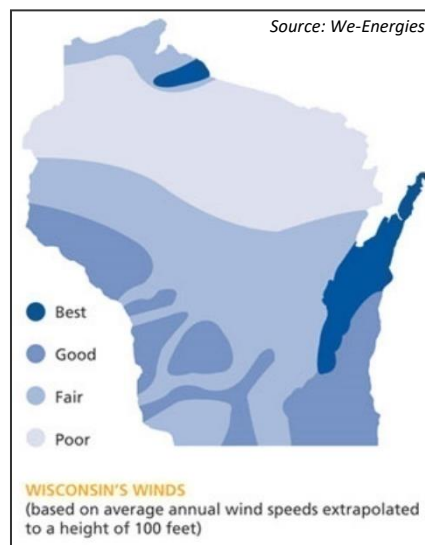 Source: We-Energies
Best
Good
Fair
Poor
WISCONSIN'S WINDS
(based on average annual wind speeds extrapolated
to a height of 100 feet)